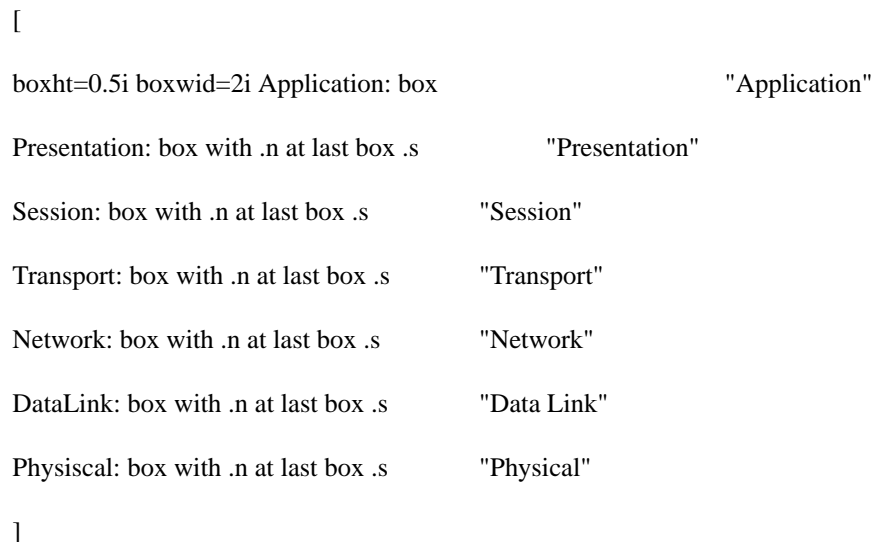 [
boxht=0.5i boxwid=2i Application: box "Application"
Presentation: box with .n at last box .s "Presentation"
Session: box with .n at last box .s "Session"
Transport: box with .n at last box .s "Transport"
Network: box with .n at last box .s "Network"
DataLink: box with .n at last box .s "Data Link"
Physiscal: box with .n at last box .s "Physical"
]